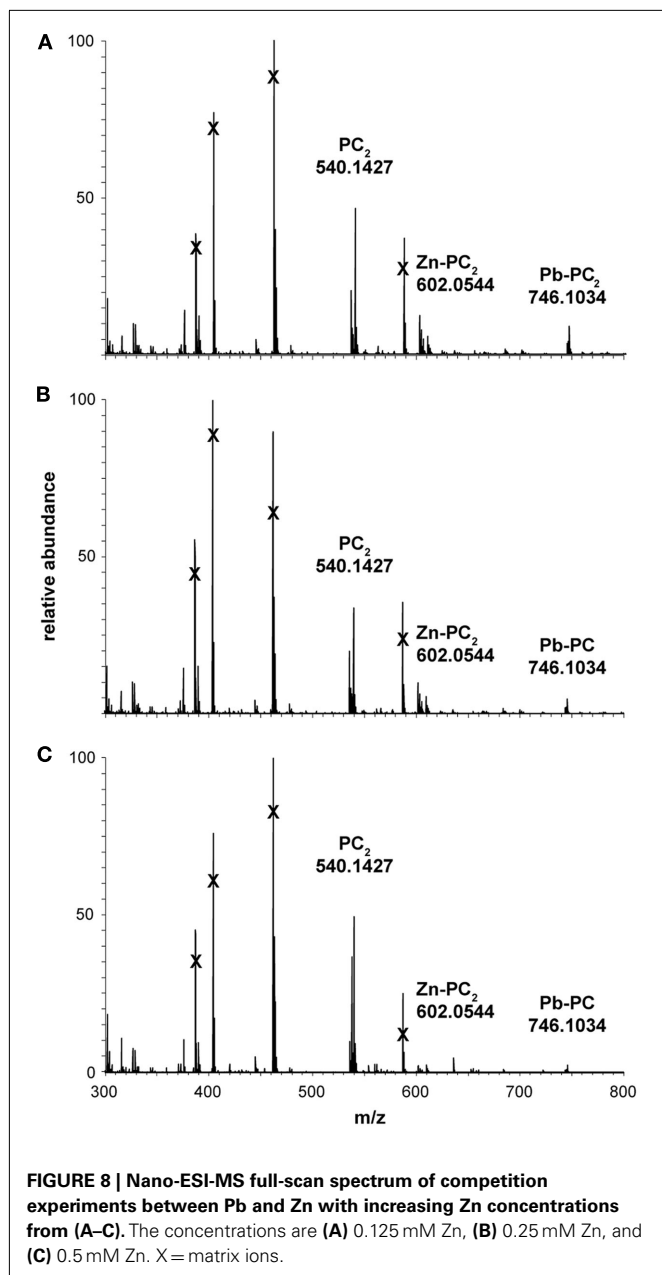 A
100
X
X
PC₂
540.1427
50
X
X
Zn-PC₂
602.0544
Pb-PC₂
746.1034
B
100
X
X
relative abundance
PC₂
540.1427
50
X
X
Zn-PC₂
602.0544
Pb-PC
746.1034
C
100
X
X
PC₂
540.1427
50
X
X
Zn-PC₂
602.0544
Pb-PC
746.1034
0
300 400 500 600 700 800
m/z
FIGURE 8 | Nano-ESI-MS full-scan spectrum of competition
experiments between Pb and Zn with increasing Zn concentrations
from (A–C). The concentrations are (A) 0.125 mM Zn, (B) 0.25 mM Zn, and
(C) 0.5 mM Zn. X = matrix ions.